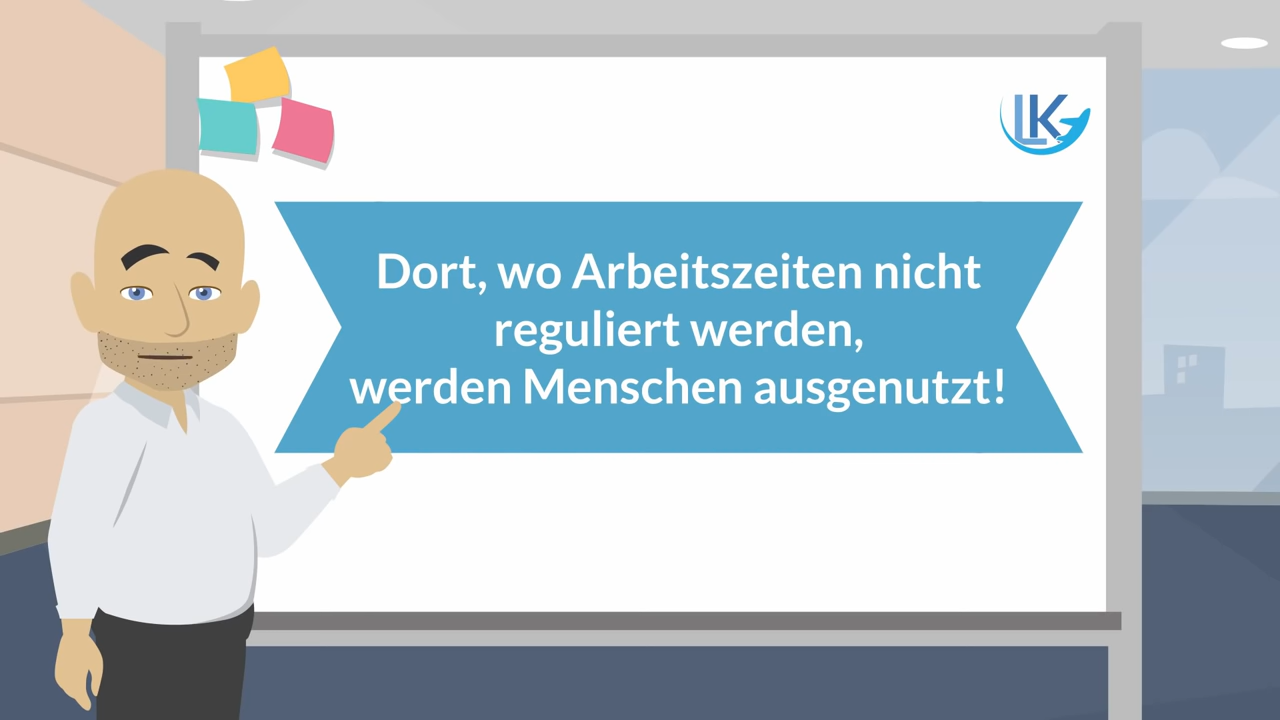 LK
Dort, wo Arbeitszeiten nicht
reguliert werden,
werden Menschen ausgenutzt!